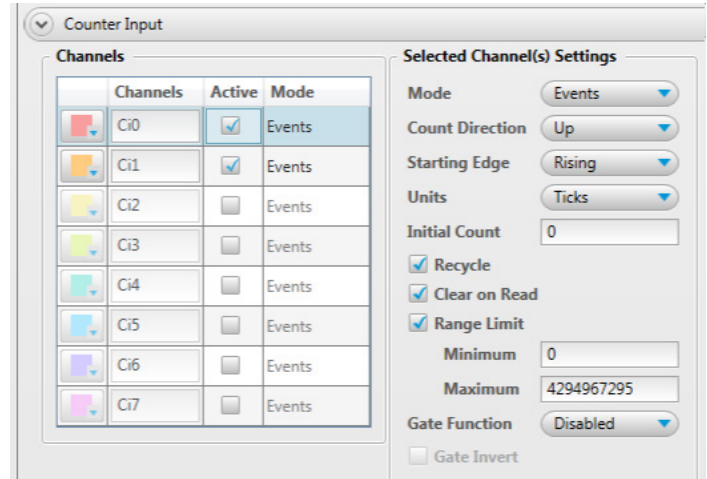 Counter Input
Channels
Channels Active Mode
Ci0 Events
Ci1 Events
Ci2 Events
Ci3 Events
Ci4 Events
Ci5 Events
Ci6 Events
Ci7 Events
Selected Channel(s) Settings
Mode Events
Count Direction Up
Starting Edge Rising
Units Ticks
Initial Count 0
Recycle
Clear on Read
Range Limit
Minimum 0
Maximum 4294967295
Gate Function Disabled
Gate Invert